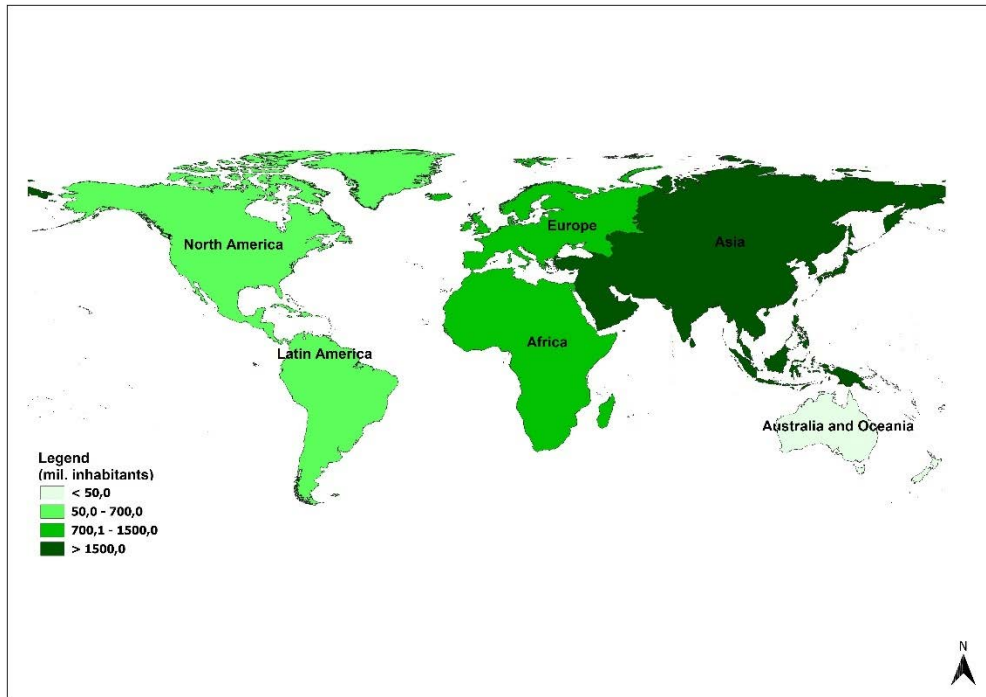 North America
Europe
Asia
Latin America
Africa
Australia and Oceania
Legend
(mil. inhabitants)
< 50,0
50,0 - 700,0
700,1 - 1500,0
> 1500,0
N